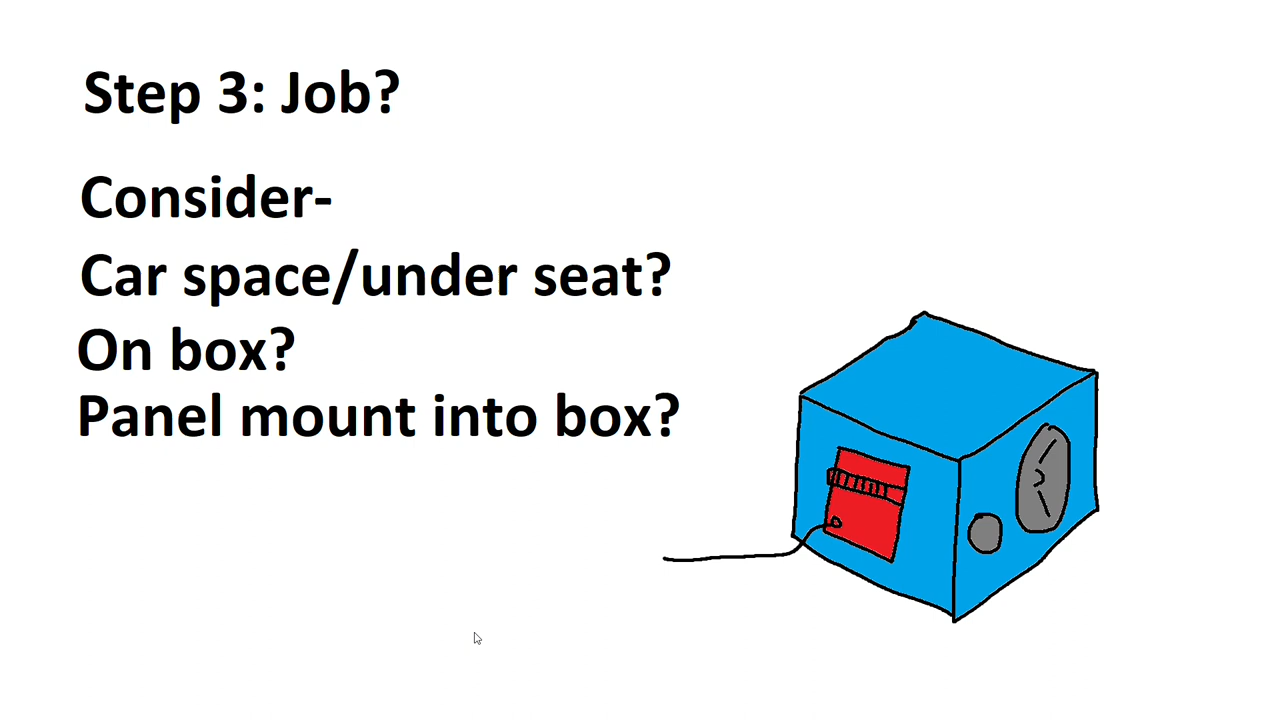 Step 3: Job?
Consider-
Car space/under seat?
On box?
Panel mount into box?